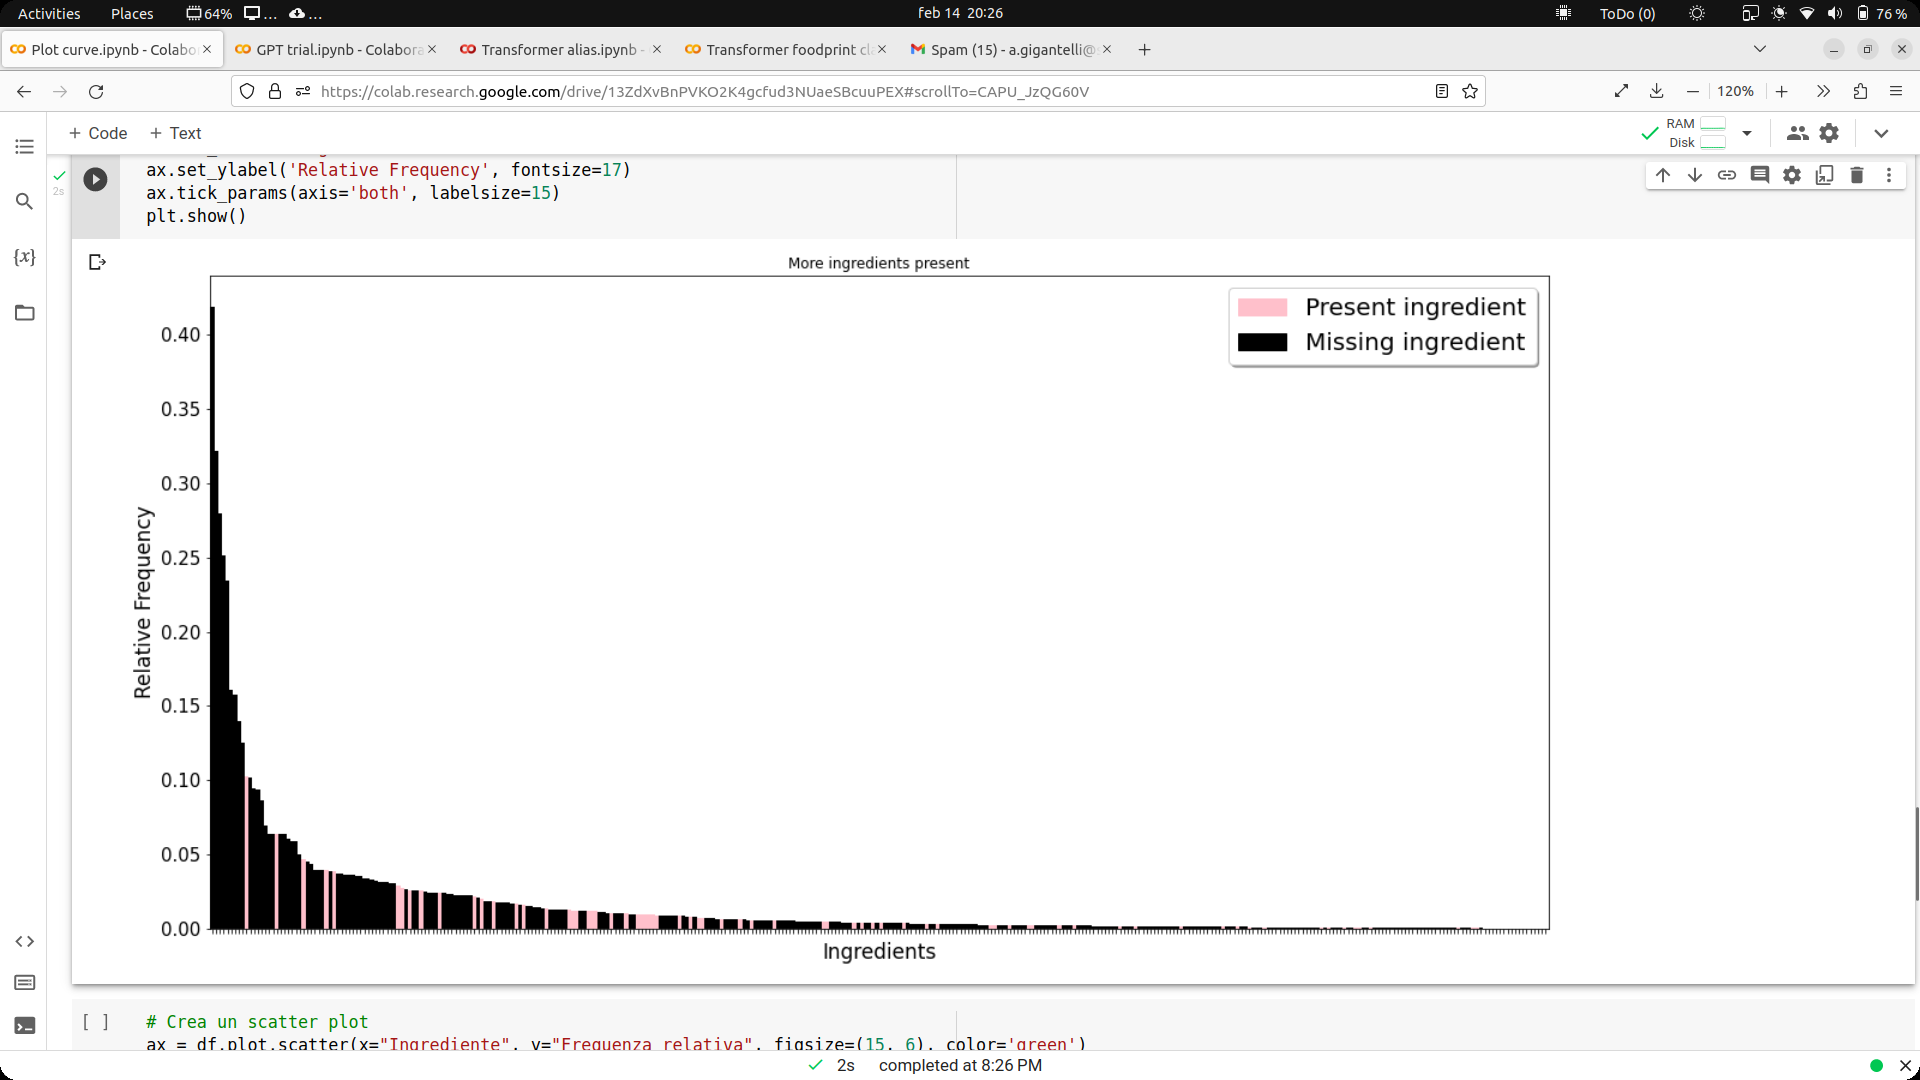 Activities Places 64% ... ... feb 14 20:26 ToDo (0) 76 %
Plot curve.ipynb - Colabo GPT trial.ipynb - Colabora Transformer alias.ipynb - Transformer foodprint cl Spam (15) - a.gigantelli@
https://colab.research.google.com/drive/13ZdXvBnPVKO2K4gcfud3NUaeSBcuuPEX#scrollTo=CAPU_JzQG60V 120%
+ Code + Text RAM
Disk
ax.set_ylabel('Relative Frequency', fontsize=17)
2s
ax.tick_params(axis='both', labelsize=15)
plt.show()
{x}
More ingredients present
Present ingredient
Missing ingredient
0.40
0.35
0.30
0.25
0.20
0.15
0.10
0.05
0.00
Relative Frequency
Ingredients
[ ] # Crea un scatter plot
ax = df.plot.scatter(x="Ingrediente", y="Frequenza relativa", figsize=(15, 6), color='green')
2s completed at 8:26 PM